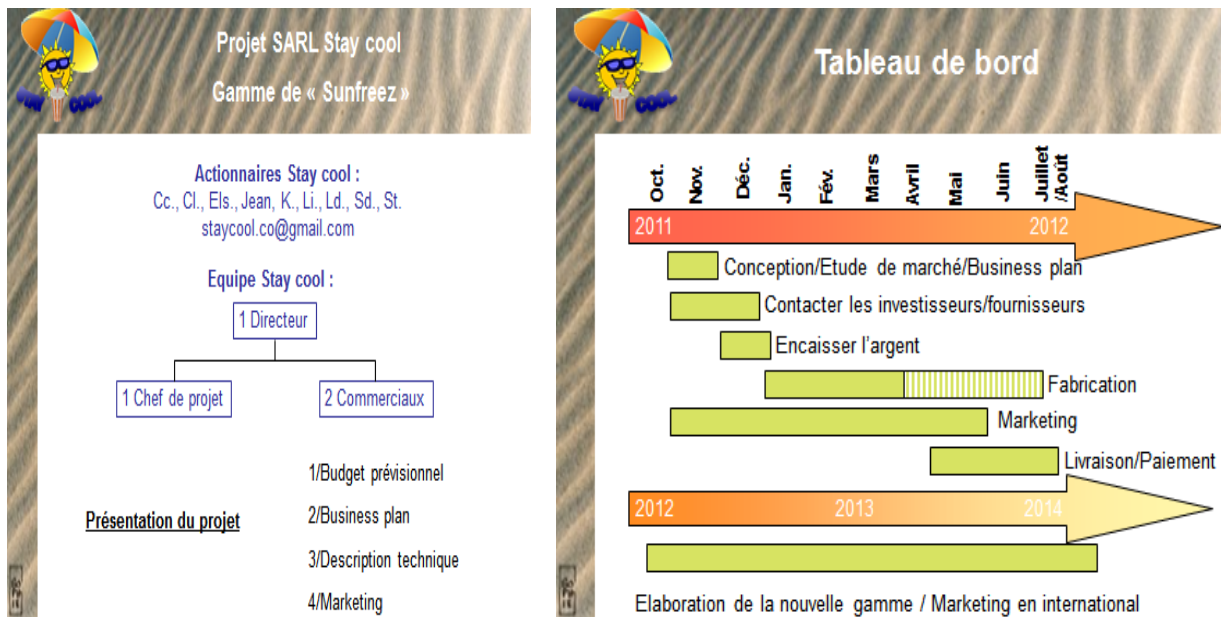 Projet SARL Stay cool
Gamme de « Sunfreez »
STAY COOL
Actionnaires Stay cool :
Cc., Cl., Els., Jean, K., Li., Ld., Sd., St.
staycool.co@gmail.com
Equipe Stay cool :
1 Directeur
1 Chef de projet
2 Commerciaux
Présentation du projet
1/Budget prévisionnel
2/Business plan
3/Description technique
4/Marketing
Tableau de bord
STAY COOL
Oct.
Nov.
Déc.
Jan.
Fév.
Mars
Avril
Mai
Juin
Juillet
/Août
2011
2012
Conception/Etude de marché/Business plan
Contacter les investisseurs/fournisseurs
Encaisser l'argent
Fabrication
Marketing
Livraison/Paiement
2012
2013
2014
Elaboration de la nouvelle gamme / Marketing en international